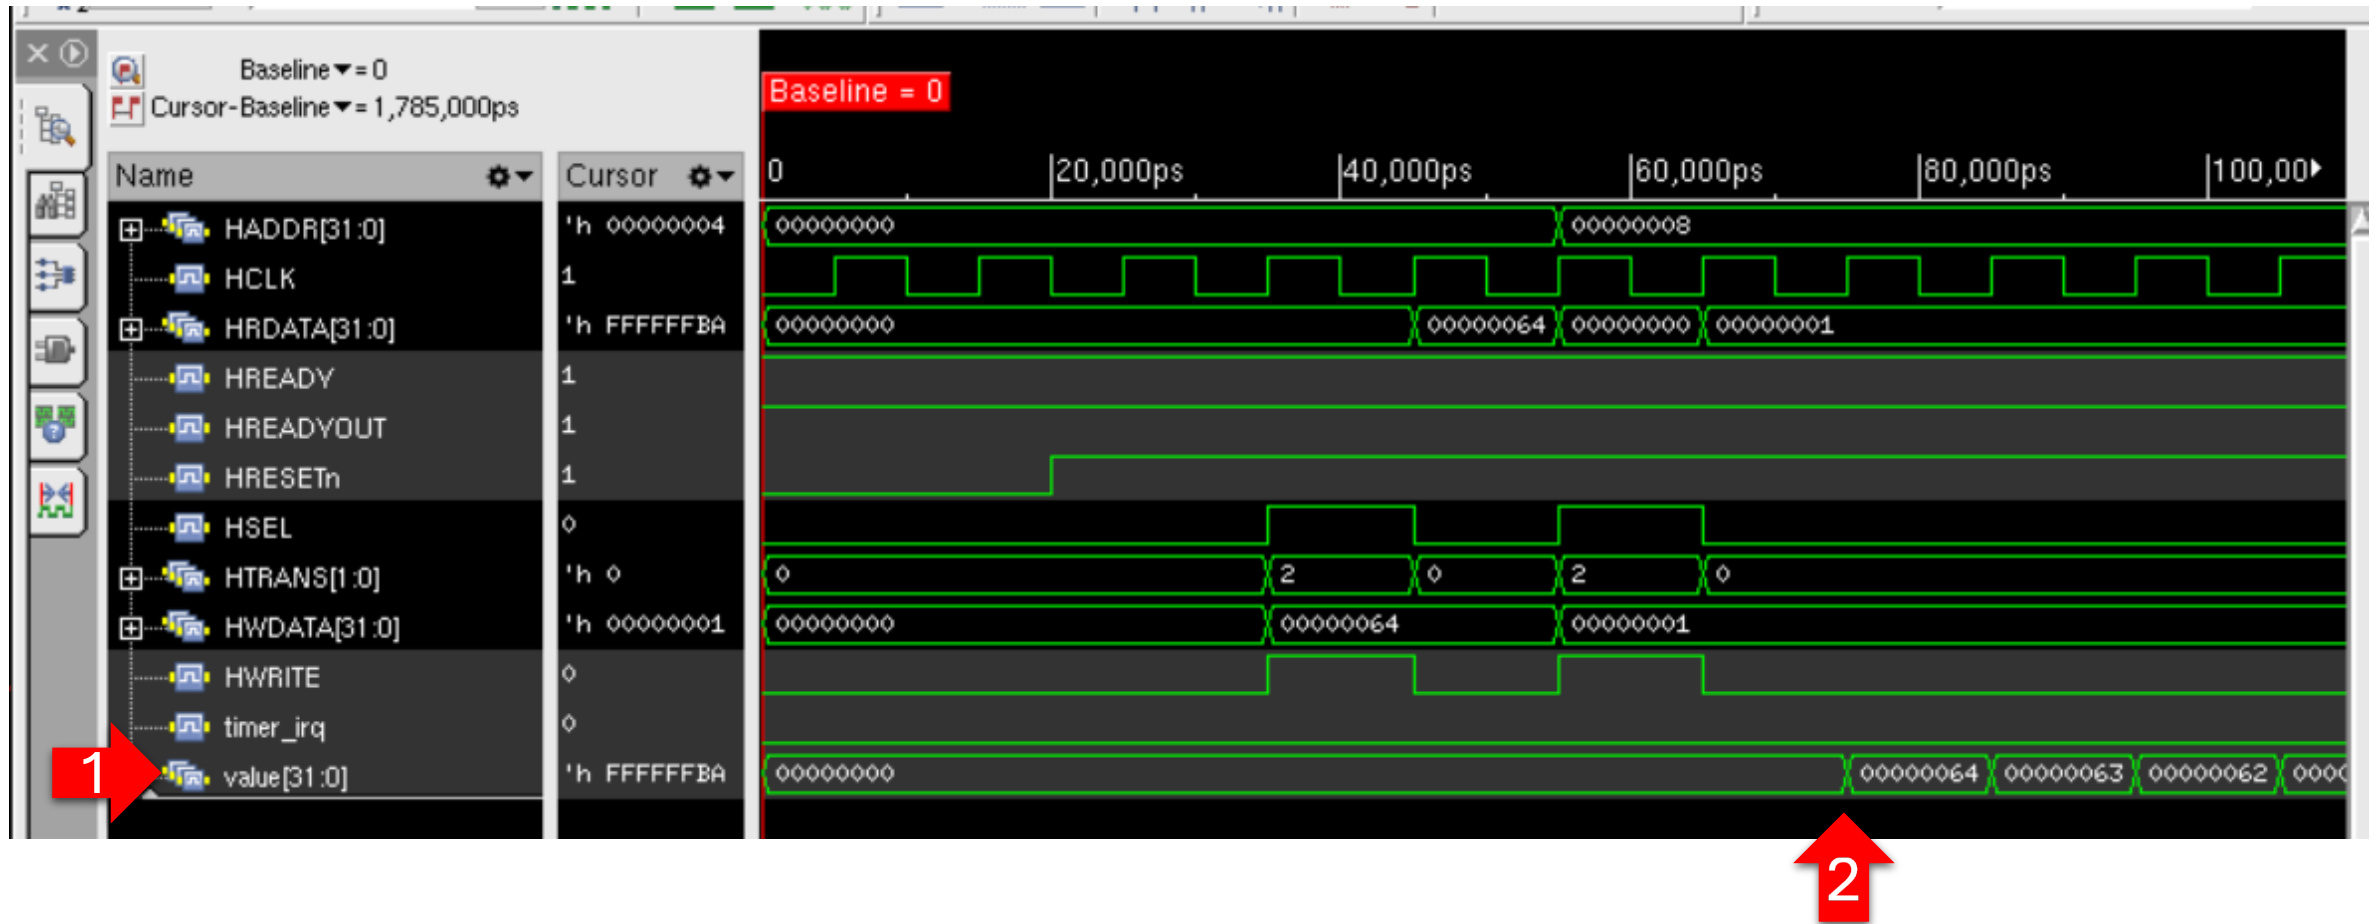 Baseline▼= 0
Cursor-Baseline▼= 1,785,000ps
Baseline = 0
Name Cursor 0 20,000ps 40,000ps 60,000ps 80,000ps 100,00
HADDR[31:0] 'h 00000004 00000000 00000008
HCLK 1
HRDATA[31:0] 'h FFFFFFBA 00000000 00000064 00000000 00000001
HREADY 1
HREADYOUT 1
HRESETn 1
HSEL 0
HTRANS[1:0] 'h 0 0 2 0 2 0
HWDATA[31:0] 'h 00000001 00000000 00000064 00000001
HWRITE 0
timer_irq 0
1 value[31:0] 'h FFFFFFBA 00000000 00000064 00000063 00000062 0000
2